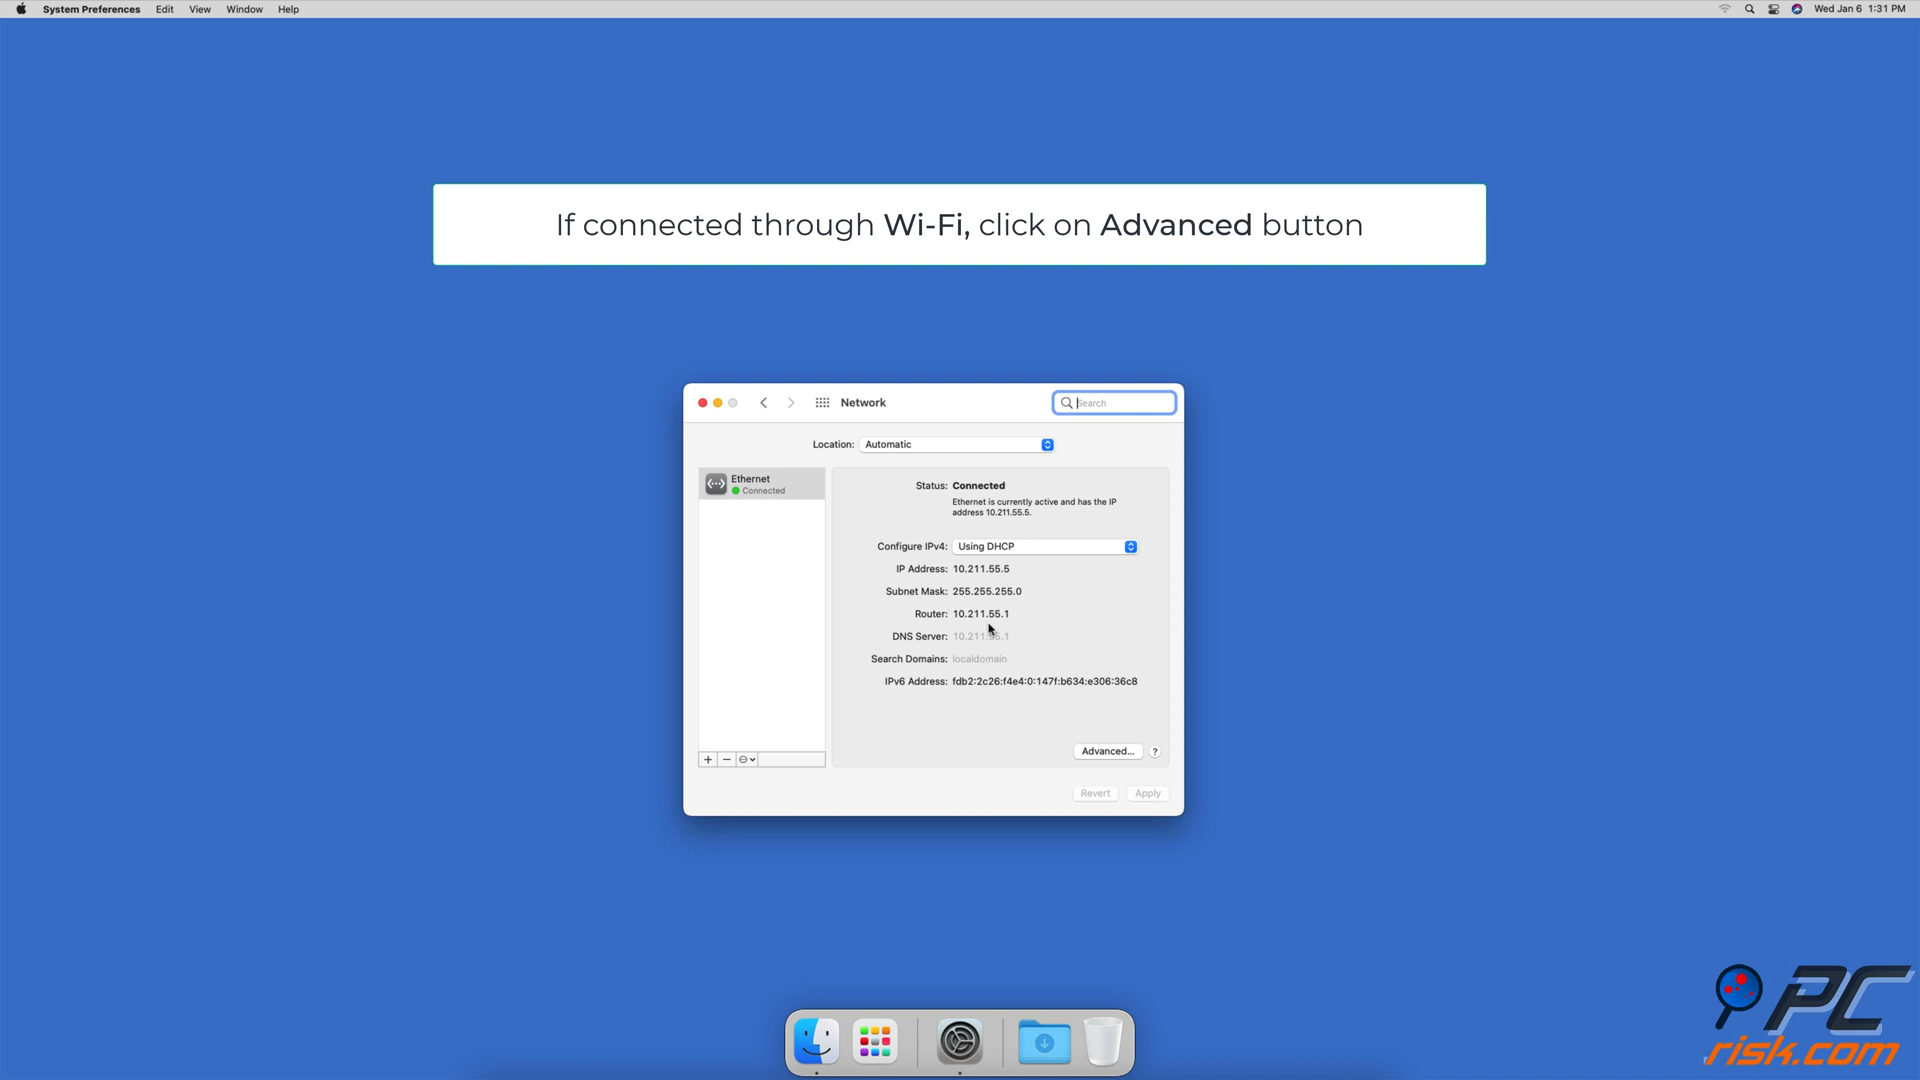 System Preferences Edit View Window Help Wed Jan 6 1:31 PM
If connected through Wi-Fi, click on Advanced button
Network Search
Location: Automatic
Ethernet
Connected
Status: Connected
Ethernet is currently active and has the IP
address 10.211.55.5.
Configure IPv4: Using DHCP
IP Address: 10.211.55.5
Subnet Mask: 255.255.255.0
Router: 10.211.55.1
DNS Server: 10.211.55.1
Search Domains: localdomain
IPv6 Address: fdb2:2c26:f4e4:0:147f:b634:e306:36c8
Advanced... ?
Revert Apply
PC
risk.com